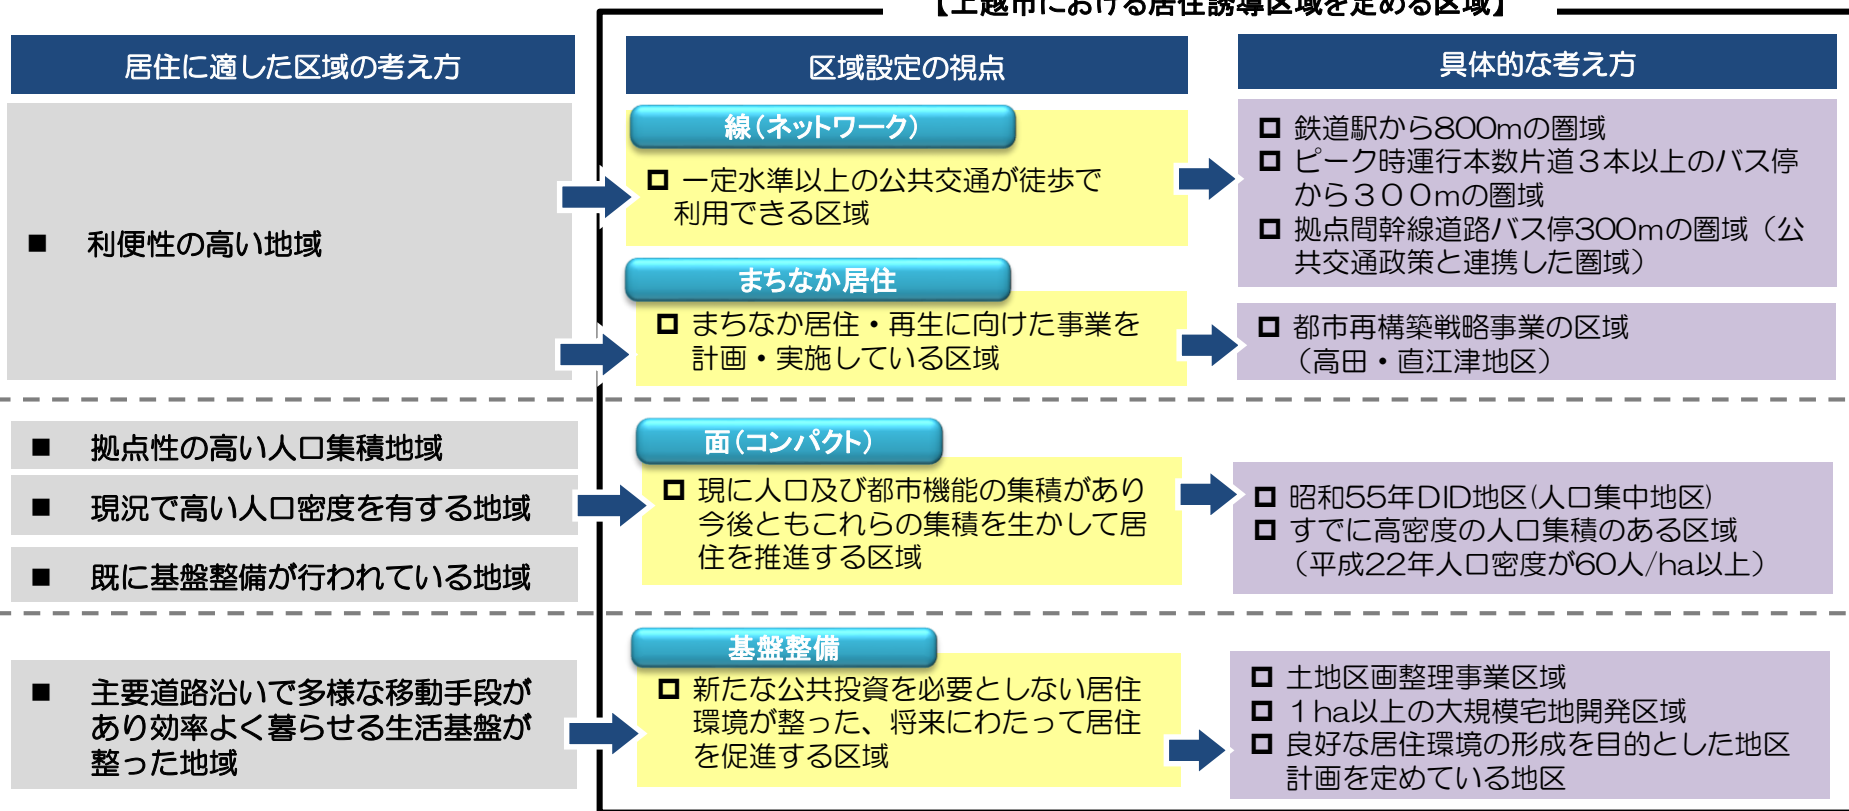 【上越市における居住誘導区域を定める区域】
居住に適した区域の考え方
区域設定の視点
具体的な考え方
■ 利便性の高い地域
線(ネットワーク)
一定水準以上の公共交通が徒歩で
利用できる区域
鉄道駅から800mの圏域
ピーク時運行本数片道3本以上のバス停
から300mの圏域
拠点間幹線道路バス停300mの圏域(公
共交通政策と連携した圏域)
まちなか居住
まちなか居住・再生に向けた事業を
計画・実施している区域
都市再構築戦略事業の区域
(高田・直江津地区)
■ 拠点性の高い人口集積地域
■ 現況で高い人口密度を有する地域
■ 既に基盤整備が行われている地域
面(コンパクト)
現に人口及び都市機能の集積があり
今後ともこれらの集積を生かして居
住を推進する区域
昭和55年DID地区(人口集中地区)
すでに高密度の人口集積のある区域
(平成22年人口密度が60人/ha以上)
■ 主要道路沿いで多様な移動手段が
あり効率よく暮らせる生活基盤が
整った地域
基盤整備
新たな公共投資を必要としない居住
環境が整った、将来にわたって居住
を促進する区域
土地区画整理事業区域
1ha以上の大規模宅地開発区域
良好な居住環境の形成を目的とした地区
計画を定めている地区